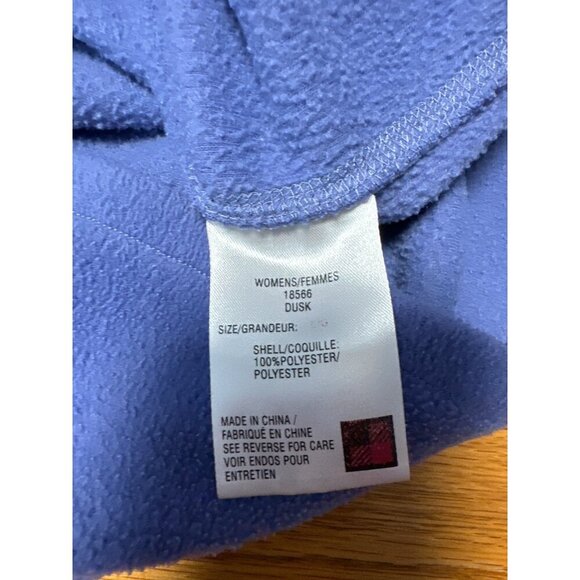 WOMENS/FEMMES
18566
DUSK
SIZE/GRANDEUR:
SHELL/COQUILLE:
100%POLYESTER/
POLYESTER
MADE IN CHINA /
FABRIQUÉ EN CHINE
SEE REVERSE FOR CARE
VOIR ENDOS POUR
ENTRETIEN